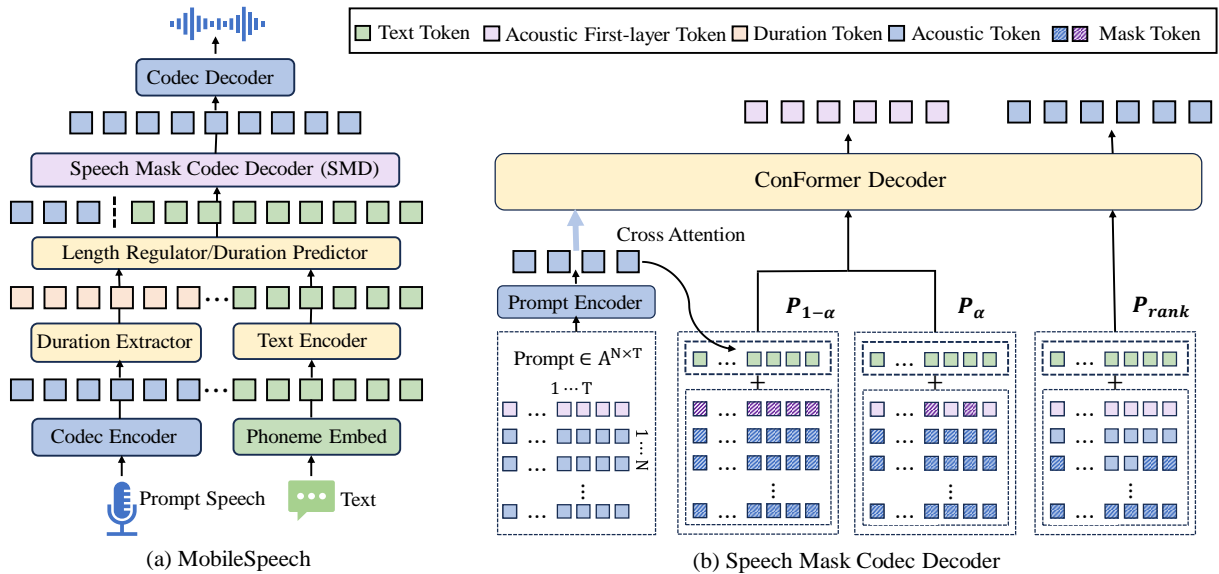 Text Token Acoustic First-layer Token Duration Token Acoustic Token Mask Token
Codec Decoder
Speech Mask Codec Decoder (SMD)
Length Regulator/Duration Predictor
...
Duration Extractor Text Encoder
...
Codec Encoder Phoneme Embed
Prompt Speech Text
(a) MobileSpeech
ConFormer Decoder
Cross Attention
Prompt Encoder
P1-α Pα Prank
Prompt ∈ A^{N×T}
1 ⋯ T
... ... ...
+ + +
... ... ... ...
... ... ... ...
1 ⋯ N
... ... ... ...
⋮ ⋮ ⋮ ⋮
... ... ... ...
(b) Speech Mask Codec Decoder